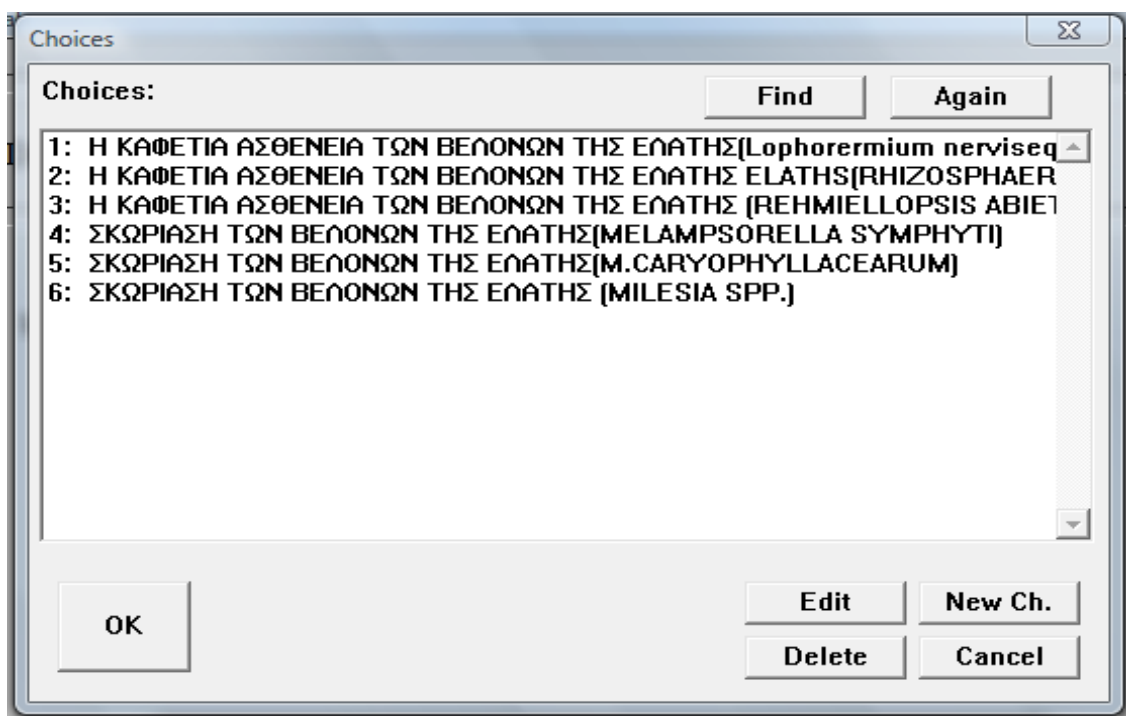 Choices
Choices:
Find
Again
1: Η ΚΑΦΕΤΙΑ ΑΣΘΕΝΕΙΑ ΤΩΝ ΒΕΛΟΝΩΝ ΤΗΣ ΕΛΑΤΗΣ(Lophorermium nerviseq
2: Η ΚΑΦΕΤΙΑ ΑΣΘΕΝΕΙΑ ΤΩΝ ΒΕΛΟΝΩΝ ΤΗΣ ΕΛΑΤΗΣ ELATHS(RHIZOSPHAER
3: Η ΚΑΦΕΤΙΑ ΑΣΘΕΝΕΙΑ ΤΩΝ ΒΕΛΟΝΩΝ ΤΗΣ ΕΛΑΤΗΣ (REHMIELLOPSIS ABIET
4: ΣΚΩΡΙΑΣΗ ΤΩΝ ΒΕΛΟΝΩΝ ΤΗΣ ΕΛΑΤΗΣ(MELAMPSORELLA SYMPHYTI)
5: ΣΚΩΡΙΑΣΗ ΤΩΝ ΒΕΛΟΝΩΝ ΤΗΣ ΕΛΑΤΗΣ(M.CARYOPHYLLACEARUM)
6: ΣΚΩΡΙΑΣΗ ΤΩΝ ΒΕΛΟΝΩΝ ΤΗΣ ΕΛΑΤΗΣ (MILESIA SPP.)
OK
Edit
New Ch.
Delete
Cancel